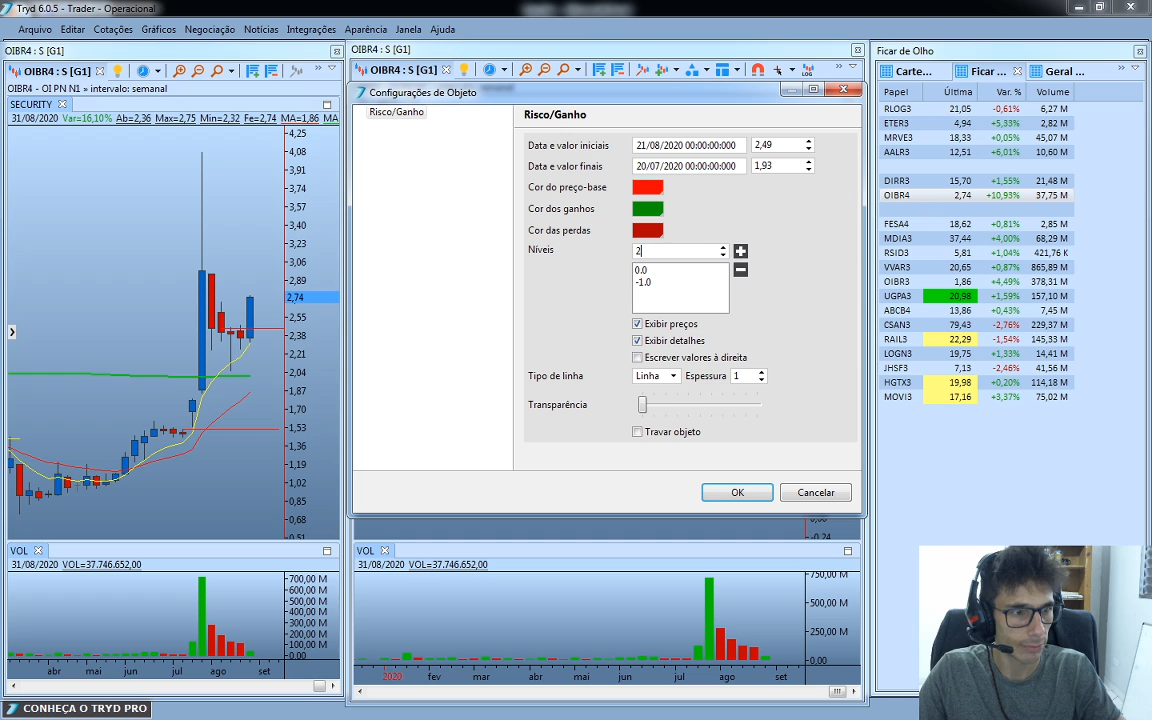 Tryd 6.0.5 - Trader - Operacional
Arquivo Editar Cotações Gráficos Negociação Notícias Integrações Aparência Janela Ajuda
OIBR4 : S [G1]
OIBR4 : S [G1]
OIBR4 - OI PN N1 » intervalo: semanal
SECURITY
31/08/2020 Var=16,10% Ab=2,36 Max=2,75 Min=2,32 Fe=2,74 MA=1,86 MA
4,25
4,08
3,91
3,74
3,57
3,40
3,23
3,06
2,89
2,74
2,55
2,38
2,21
2,04
1,87
1,70
1,53
1,36
1,19
1,02
0,85
0,68
0,51
VOL
31/08/2020 VOL=37.746.652,00
700,00 M
600,00 M
500,00 M
400,00 M
300,00 M
200,00 M
100,00 M
0.00
abr mai jun jul ago set
CONHEÇA O TRYD PRO
OIBR4 : S [G1]
OIBR4 : S [G1]
Configurações de Objeto
Risco/Ganho
Risco/Ganho
Data e valor iniciais 21/08/2020 00:00:00:000 2,49
Data e valor finais 20/07/2020 00:00:00:000 1,93
Cor do preço-base
Cor dos ganhos
Cor das perdas
Níveis 2
0.0
-1.0
Exibir preços
Exibir detalhes
Escrever valores à direita
Tipo de linha Linha Espessura 1
Transparência
Travar objeto
OK Cancelar
-0,24
VOL
31/08/2020 VOL=37.746.652,00
750,00 M
500,00 M
250,00 M
0,00
2020 fev mar abr mai jun jul ago set
Ficar de Olho
Carte... Ficar ... Geral ...
Papel Última Var. % Volume
RLOG3 21,05 -0,61% 6,27 M
ETER3 4,94 +5,33% 2,82 M
MRVE3 18,33 +0,05% 45,07 M
AALR3 12,51 +6,01% 10,60 M
DIRR3 15,70 +1,55% 21,48 M
OIBR4 2,74 +10,93% 37,75 M
FESA4 18,62 +0,81% 2,85 M
MDIA3 37,44 +4,00% 68,29 M
RSID3 5,81 +1,04% 421,76 K
VVAR3 20,65 +0,87% 865,89 M
OIBR3 1,86 +4,49% 378,31 M
UGPA3 20,98 +1,59% 157,10 M
ABCB4 13,86 +0,43% 7,45 M
CSAN3 79,43 -2,76% 229,37 M
RAIL3 22,29 -1,54% 145,33 M
LOGN3 19,75 +1,33% 14,41 M
JHSF3 7,13 -2,46% 41,56 M
HGTX3 19,98 +0,20% 114,18 M
MOVI3 17,16 +3,37% 75,02 M